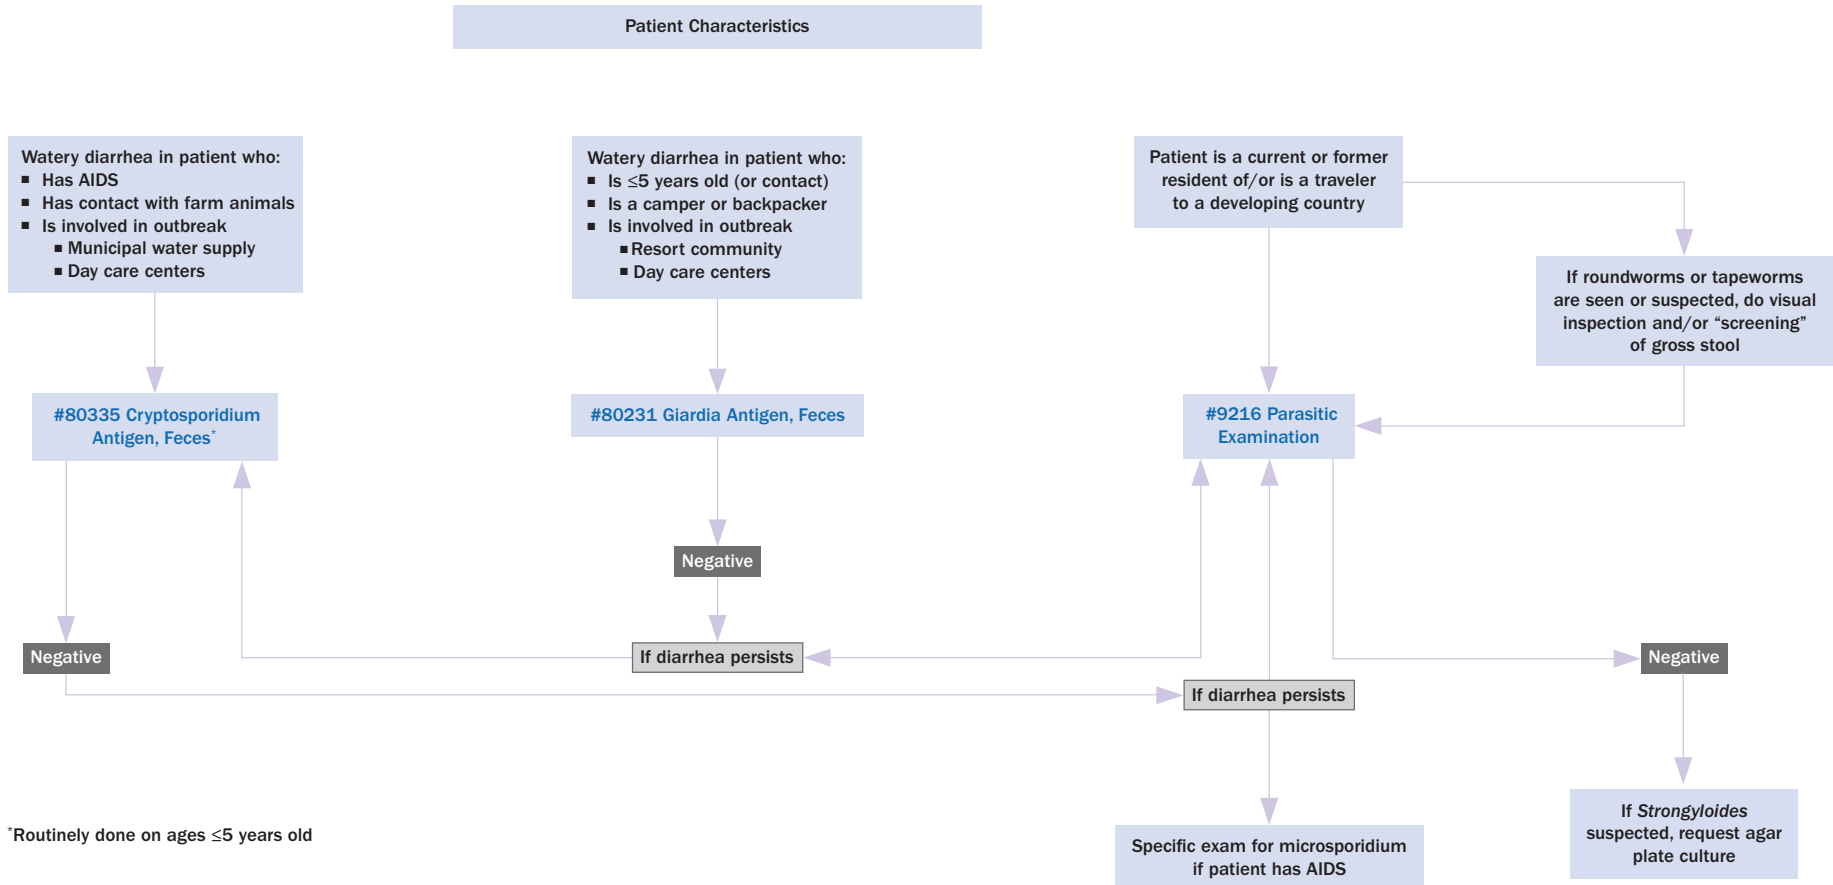 Patient Characteristics
Watery diarrhea in patient who:
■ Has AIDS
■ Has contact with farm animals
■ Is involved in outbreak
■ Municipal water supply
■ Day care centers
Watery diarrhea in patient who:
■ Is ≤5 years old (or contact)
■ Is a camper or backpacker
■ Is involved in outbreak
■ Resort community
■ Day care centers
Patient is a current or former
resident of/or is a traveler
to a developing country
If roundworms or tapeworms
are seen or suspected, do visual
inspection and/or “screening”
of gross stool
#80335 Cryptosporidium
Antigen, Feces*
#80231 Giardia Antigen, Feces
#9216 Parasitic
Examination
Negative
Negative
If diarrhea persists
Negative
If diarrhea persists
If Strongyloides
suspected, request agar
plate culture
Specific exam for microsporidium
if patient has AIDS
*Routinely done on ages ≤5 years old